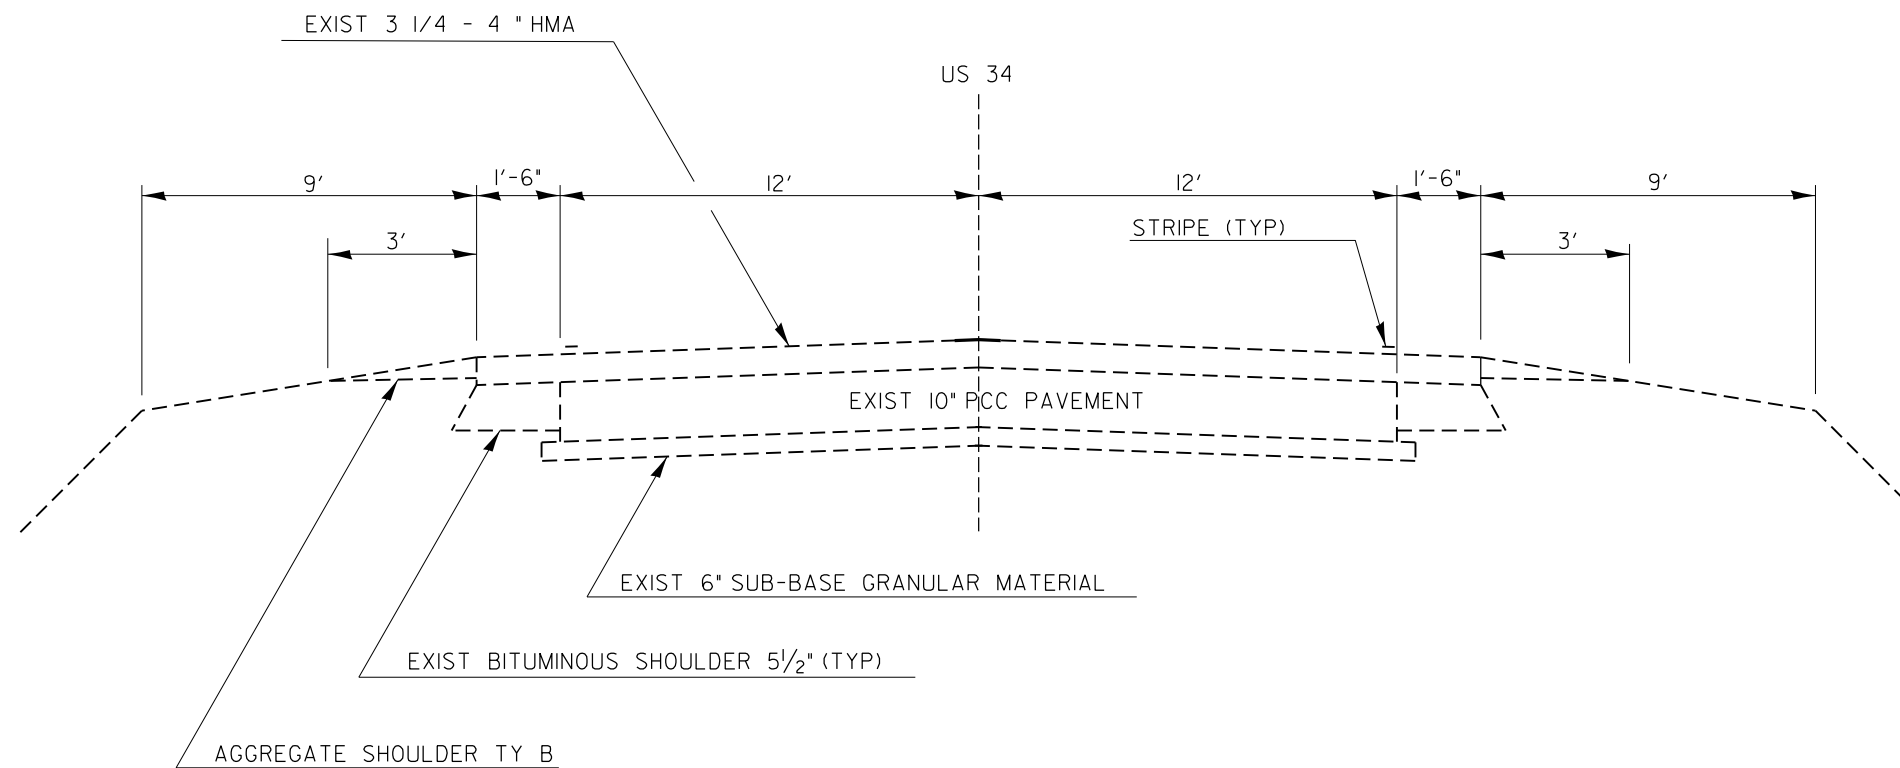 EXIST 3 1/4 - 4 " HMA
US 34
9'
1'-6"
12'
12'
1'-6"
9'
3'
STRIPE (TYP)
3'
EXIST 10" PCC PAVEMENT
EXIST 6" SUB-BASE GRANULAR MATERIAL
EXIST BITUMINOUS SHOULDER 5 1/2" (TYP)
AGGREGATE SHOULDER TY B